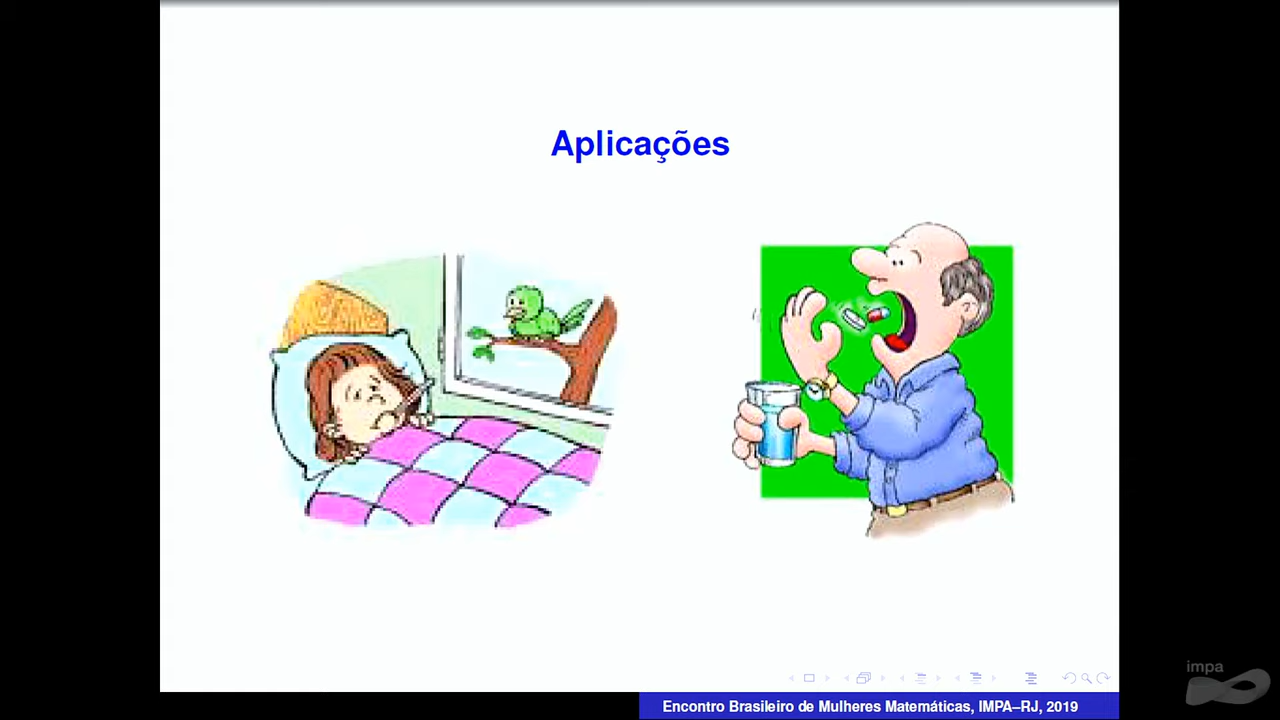 Aplicações
impa
Encontro Brasileiro de Mulheres Matemáticas, IMPA–RJ, 2019